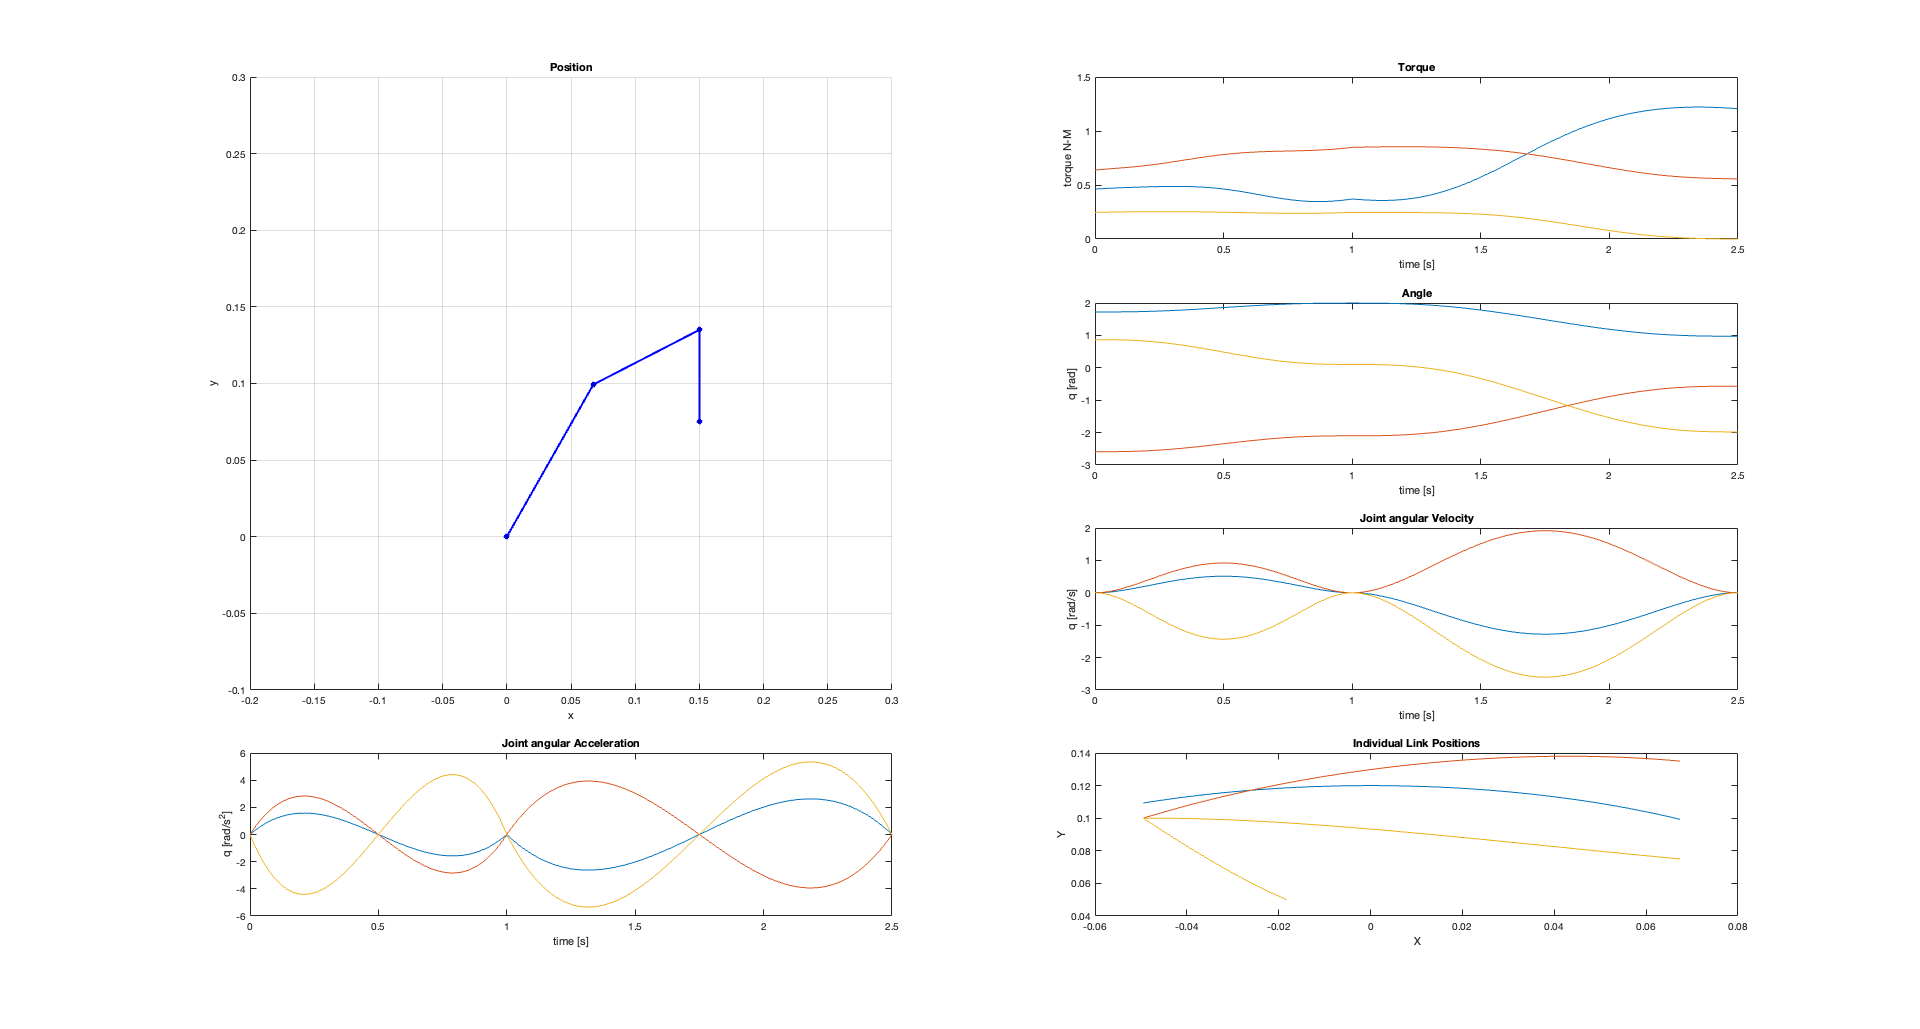 Position
0.3
0.25
0.2
0.15
0.1
0.05
0
-0.05
-0.1
y
-0.2 -0.15 -0.1 -0.05 0 0.05 0.1 0.15 0.2 0.25 0.3
x
Torque
1.5
1
0.5
0
torque N-M
0 0.5 1 1.5 2 2.5
time [s]
Angle
2
1
0
-1
-2
-3
q [rad]
0 0.5 1 1.5 2 2.5
time [s]
Joint angular Velocity
2
1
0
-1
-2
-3
q [rad/s]
0 0.5 1 1.5 2 2.5
time [s]
Joint angular Acceleration
6
4
2
0
-2
-4
-6
q [rad/s²]
0 0.5 1 1.5 2 2.5
time [s]
Individual Link Positions
0.14
0.12
0.1
0.08
0.06
0.04
Y
-0.06 -0.04 -0.02 0 0.02 0.04 0.06 0.08
X